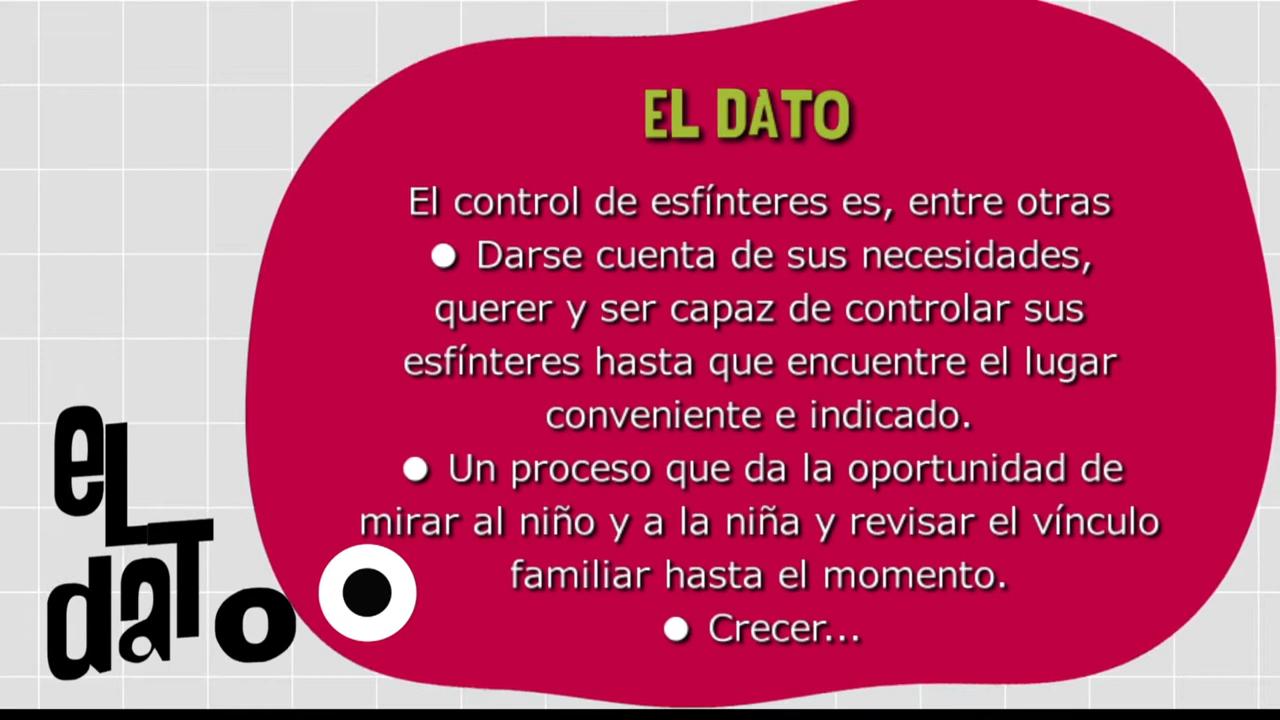 EL DATO
El control de esfínteres es, entre otras
● Darse cuenta de sus necesidades,
querer y ser capaz de controlar sus
esfínteres hasta que encuentre el lugar
conveniente e indicado.
● Un proceso que da la oportunidad de
mirar al niño y a la niña y revisar el vínculo
familiar hasta el momento.
● Crecer...
eL
daTo